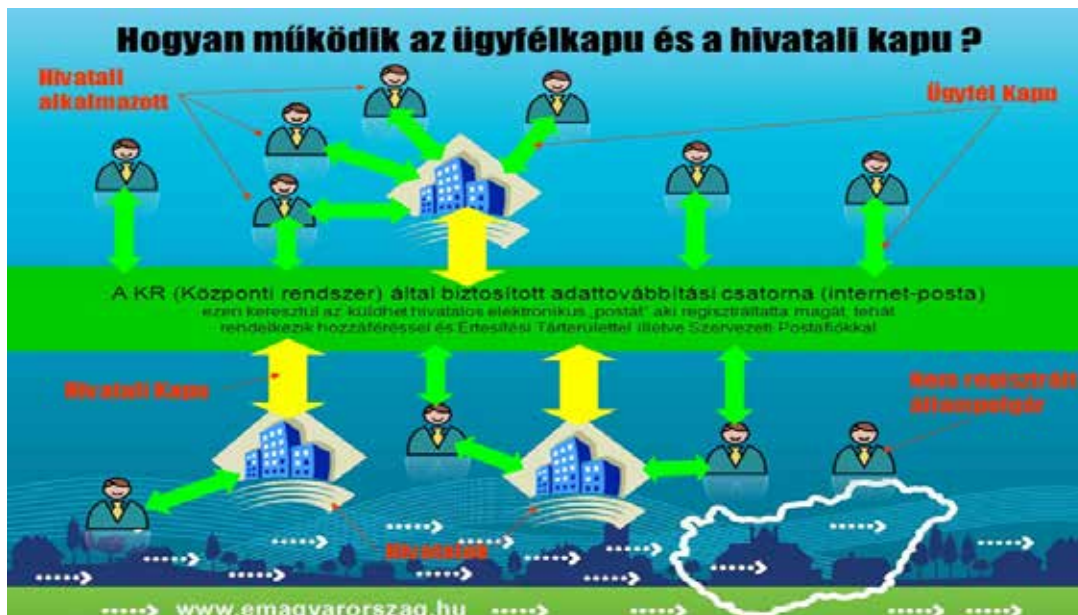 Hogyan működik az ügyfélkapu és a hivatali kapu ?
Hivatali
alkalmazott
Ügyfél Kapu
A KR (Központi rendszer) által biztosított adattovábbítási csatorna (internet-posta)
ezen keresztül az küldhet hivatalos elektronikus „postát" aki regisztráltatta magát, tehát
rendelkezik hozzáféréssel és Értesítési Tárterülettel illetve Szervezeti Postafiókkal
Hivatali Kapu
Nem regisztrált
állampolgár
Hivatalok
www.emagyarország.hu